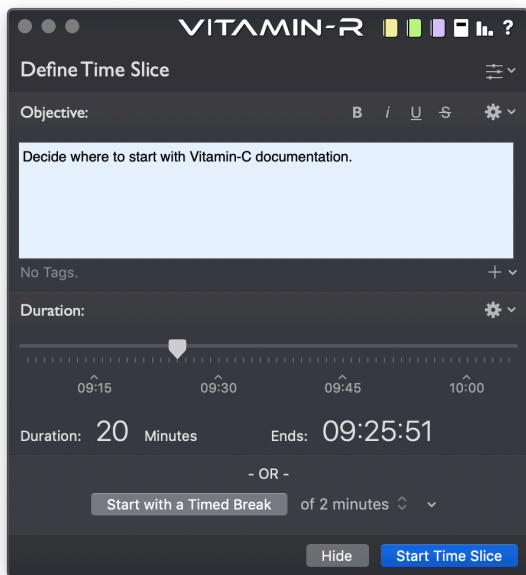 VITAMIN-R ?
Define Time Slice
Objective: B i U S
Decide where to start with Vitamin-C documentation.
No Tags.
Duration:
09:15 09:30 09:45 10:00
Duration: 20 Minutes Ends: 09:25:51
- OR -
Start with a Timed Break of 2 minutes
Hide Start Time Slice